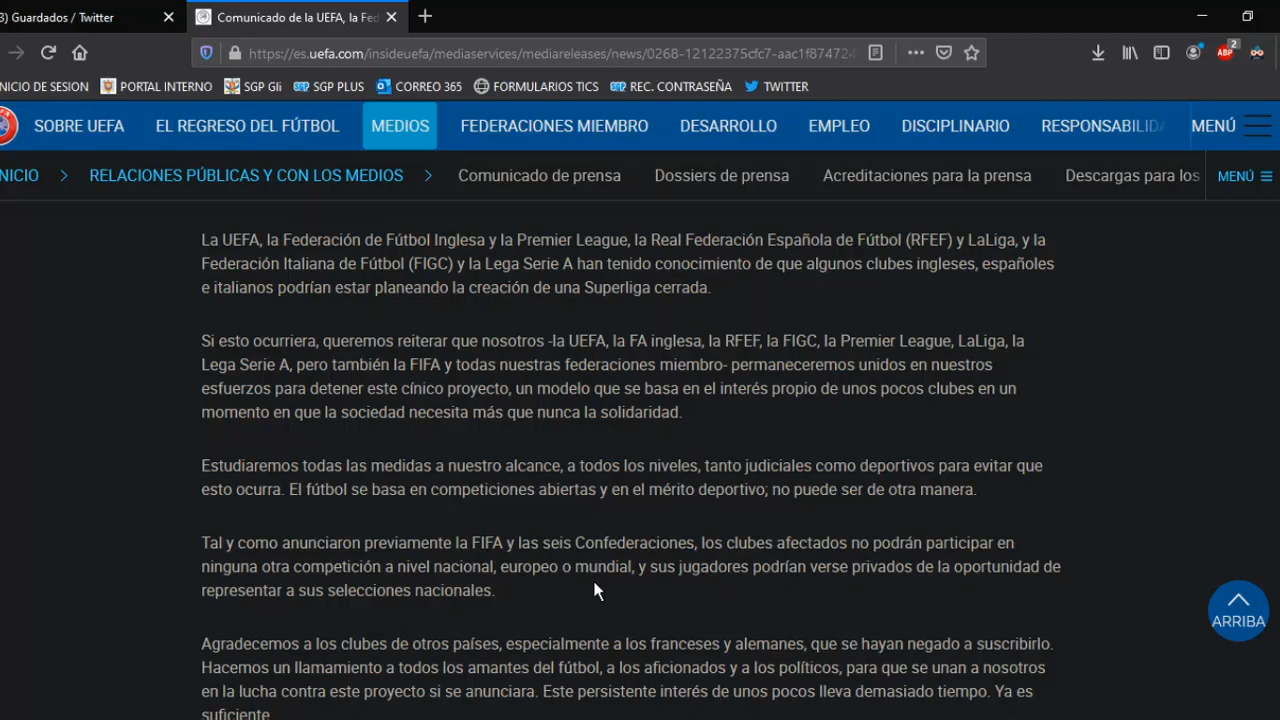 3) Guardados / Twitter
Comunicado de la UEFA, la Fed
https://es.uefa.com/insideuefa/mediaservices/mediareleases/news/0268-12122375cfc7-aac1f874724
ABP 2
NICIO DE SESION PORTAL INTERNO SGP Gli SGP PLUS CORREO 365 FORMULARIOS TICS REC. CONTRASEÑA TWITTER
SOBRE UEFA EL REGRESO DEL FÚTBOL MEDIOS FEDERACIONES MIEMBRO DESARROLLO EMPLEO DISCIPLINARIO RESPONSABILIDA MENÚ
NICIO > RELACIONES PÚBLICAS Y CON LOS MEDIOS > Comunicado de prensa Dossiers de prensa Acreditaciones para la prensa Descargas para los MENÚ
La UEFA, la Federación de Fútbol Inglesa y la Premier League, la Real Federación Española de Fútbol (RFEF) y LaLiga, y la
Federación Italiana de Fútbol (FIGC) y la Lega Serie A han tenido conocimiento de que algunos clubes ingleses, españoles
e italianos podrían estar planeando la creación de una Superliga cerrada.
Si esto ocurriera, queremos reiterar que nosotros -la UEFA, la FA inglesa, la RFEF, la FIGC, la Premier League, LaLiga, la
Lega Serie A, pero también la FIFA y todas nuestras federaciones miembro- permaneceremos unidos en nuestros
esfuerzos para detener este cínico proyecto, un modelo que se basa en el interés propio de unos pocos clubes en un
momento en que la sociedad necesita más que nunca la solidaridad.
Estudiaremos todas las medidas a nuestro alcance, a todos los niveles, tanto judiciales como deportivos para evitar que
esto ocurra. El fútbol se basa en competiciones abiertas y en el mérito deportivo; no puede ser de otra manera.
Tal y como anunciaron previamente la FIFA y las seis Confederaciones, los clubes afectados no podrán participar en
ninguna otra competición a nivel nacional, europeo o mundial, y sus jugadores podrían verse privados de la oportunidad de
representar a sus selecciones nacionales.
ARRIBA
Agradecemos a los clubes de otros países, especialmente a los franceses y alemanes, que se hayan negado a suscribirlo.
Hacemos un llamamiento a todos los amantes del fútbol, a los aficionados y a los políticos, para que se unan a nosotros
en la lucha contra este proyecto si se anunciara. Este persistente interés de unos pocos lleva demasiado tiempo. Ya es
suficiente